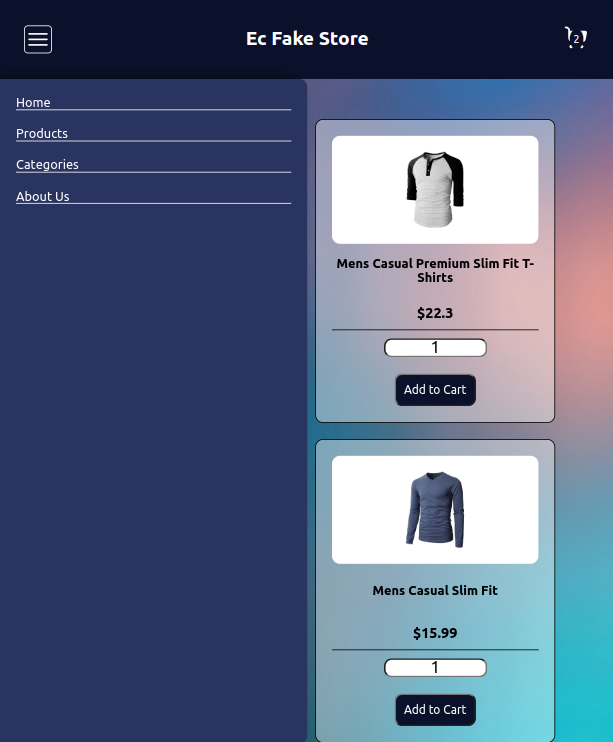 Ec Fake Store
2
Home
Products
Categories
About Us
Mens Casual Premium Slim Fit T-
Shirts
$22.3
1
Add to Cart
Mens Casual Slim Fit
$15.99
1
Add to Cart